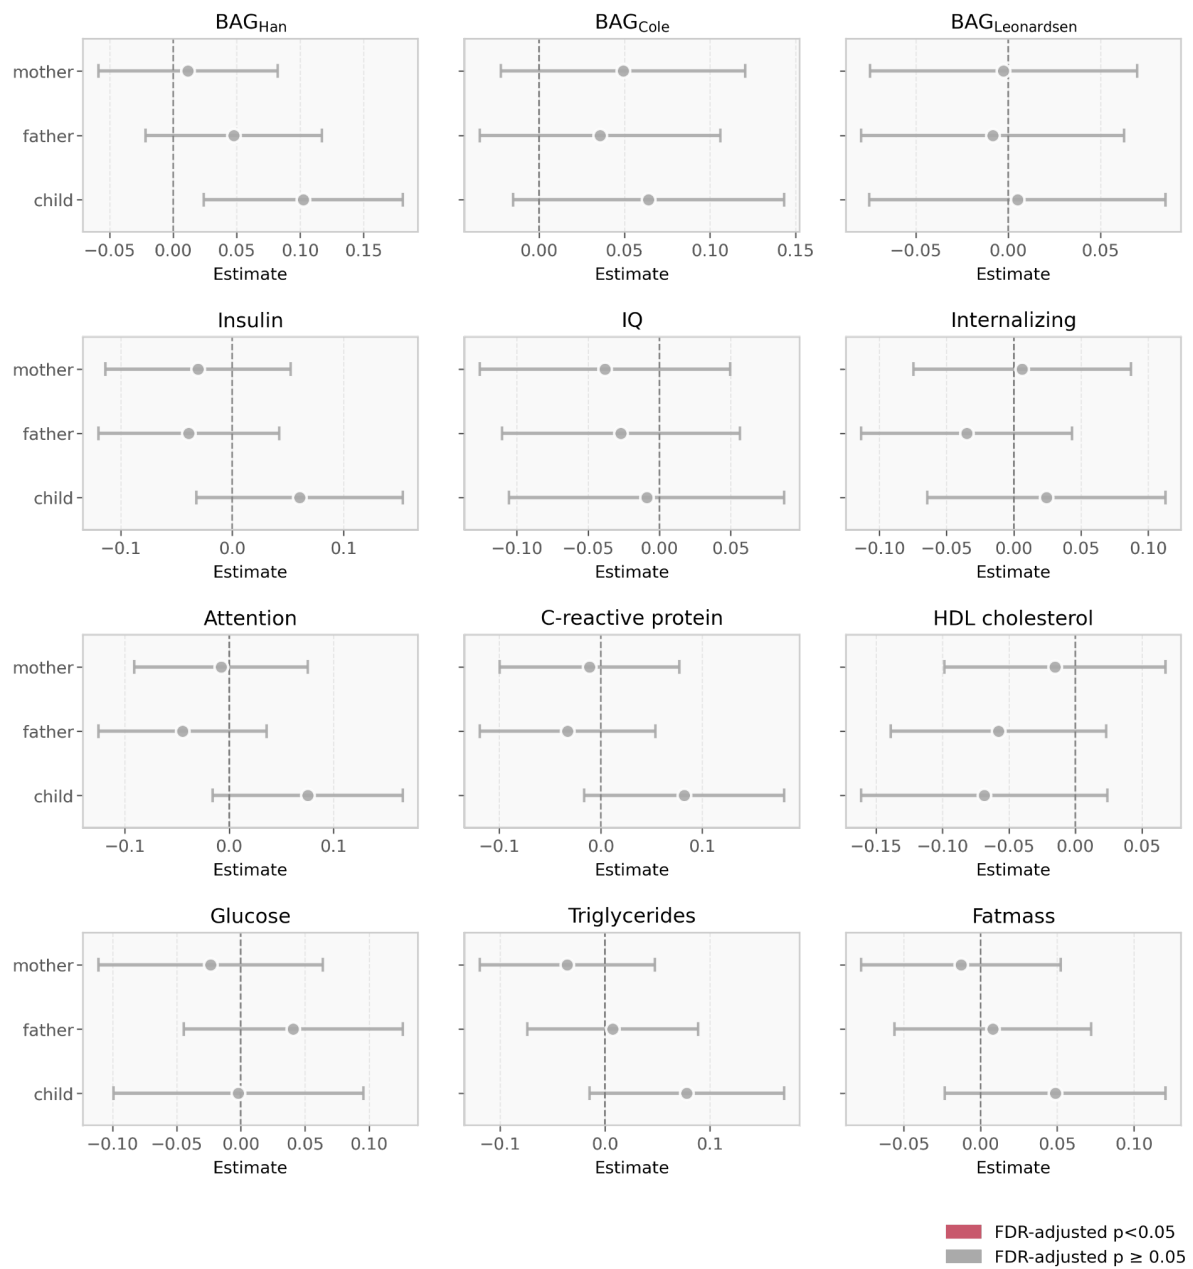 BAG_Han BAG_Cole BAG_Leonardsen
mother
father
child
−0.05 0.00 0.05 0.10 0.15 0.00 0.05 0.10 0.15 −0.05 0.00 0.05
Estimate Estimate Estimate
Insulin IQ Internalizing
mother
father
child
−0.1 0.0 0.1 −0.10 −0.05 0.00 0.05 −0.10 −0.05 0.00 0.05 0.10
Estimate Estimate Estimate
Attention C-reactive protein HDL cholesterol
mother
father
child
−0.1 0.0 0.1 −0.1 0.0 0.1 −0.15 −0.10 −0.05 0.00 0.05
Estimate Estimate Estimate
Glucose Triglycerides Fatmass
mother
father
child
−0.10 −0.05 0.00 0.05 0.10 −0.1 0.0 0.1 −0.05 0.00 0.05 0.10
Estimate Estimate Estimate
FDR-adjusted p<0.05
FDR-adjusted p ≥ 0.05